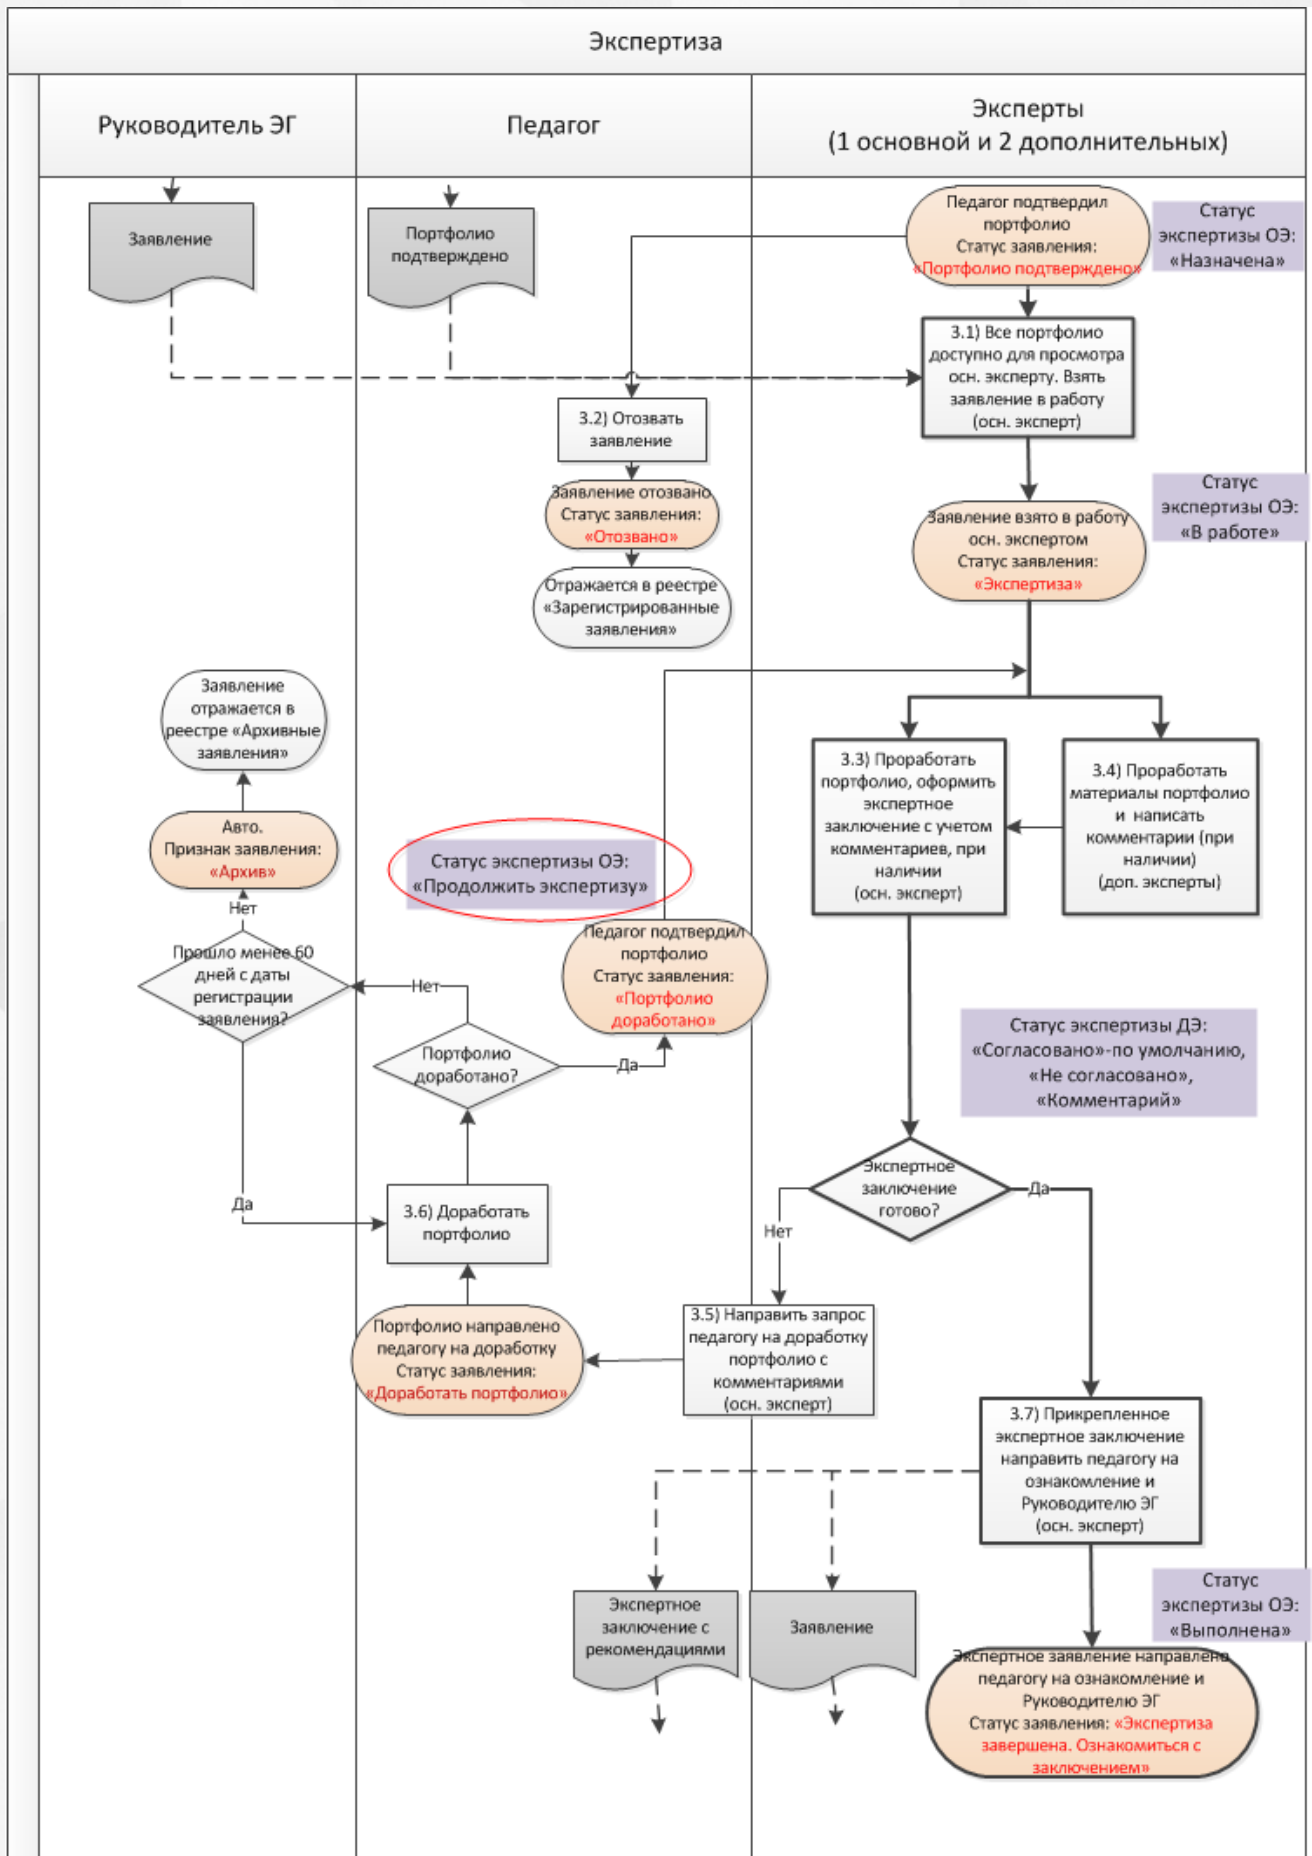 Экспертиза
Руководитель ЭГ
Педагог
Эксперты
(1 основной и 2 дополнительных)
Заявление
Портфолио
подтверждено
Педагог подтвердил
портфолио
Статус заявления:
«Портфолио подтверждено»
Статус
экспертизы ОЭ:
«Назначена»
3.1) Все портфолио
доступно для просмотра
осн. эксперту. Взять
заявление в работу
(осн. эксперт)
3.2) Отозвать
заявление
Заявление отозвано
Статус заявления:
«Отозвано»
Отражается в реестре
«Зарегистрированные
заявления»
Статус
экспертизы ОЭ:
«В работе»
Заявление взято в работу
осн. экспертом
Статус заявления:
«Экспертиза»
Заявление
отражается в
реестре «Архивные
заявления»
Авто.
Признак заявления:
«Архив»
Нет
Прошло менее 60
дней с даты
регистрации
заявления?
Да
Статус экспертизы ОЭ:
«Продолжить экспертизу»
Педагог подтвердил
портфолио
Статус заявления:
«Портфолио
доработано»
Нет
Портфолио
доработано?
Да
3.3) Проработать
портфолио, оформить
экспертное
заключение с учетом
комментариев, при
наличии
(осн. эксперт)
3.4) Проработать
материалы портфолио
и написать
комментарии (при
наличии)
(доп. эксперты)
Статус экспертизы ДЭ:
«Согласовано»-по умолчанию,
«Не согласовано»,
«Комментарий»
Экспертное
заключение
готово?
Да
Нет
3.6) Доработать
портфолио
Портфолио направлено
педагогу на доработку
Статус заявления:
«Доработать портфолио»
3.5) Направить запрос
педагогу на доработку
портфолио с
комментариями
(осн. эксперт)
3.7) Прикрепленное
экспертное заключение
направить педагогу на
ознакомление и
Руководителю ЭГ
(осн. эксперт)
Экспертное
заключение с
рекомендациями
Заявление
Статус
экспертизы ОЭ:
«Выполнена»
Экспертное заявление направлено
педагогу на ознакомление и
Руководителю ЭГ
Статус заявления: «Экспертиза
завершена. Ознакомиться с
заключением»